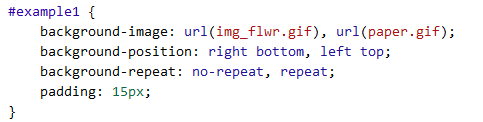 #example1 {
    background-image: url(img_flwr.gif), url(paper.gif);
    background-position: right bottom, left top;
    background-repeat: no-repeat, repeat;
    padding: 15px;
}